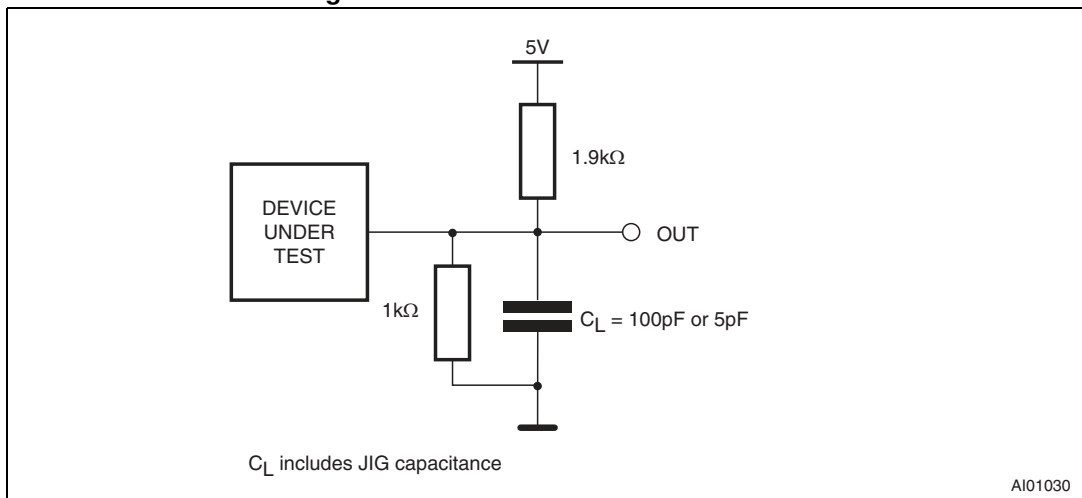 5V
1.9kΩ
DEVICE
UNDER
TEST
OUT
1kΩ
CL = 100pF or 5pF
CL includes JIG capacitance
AI01030